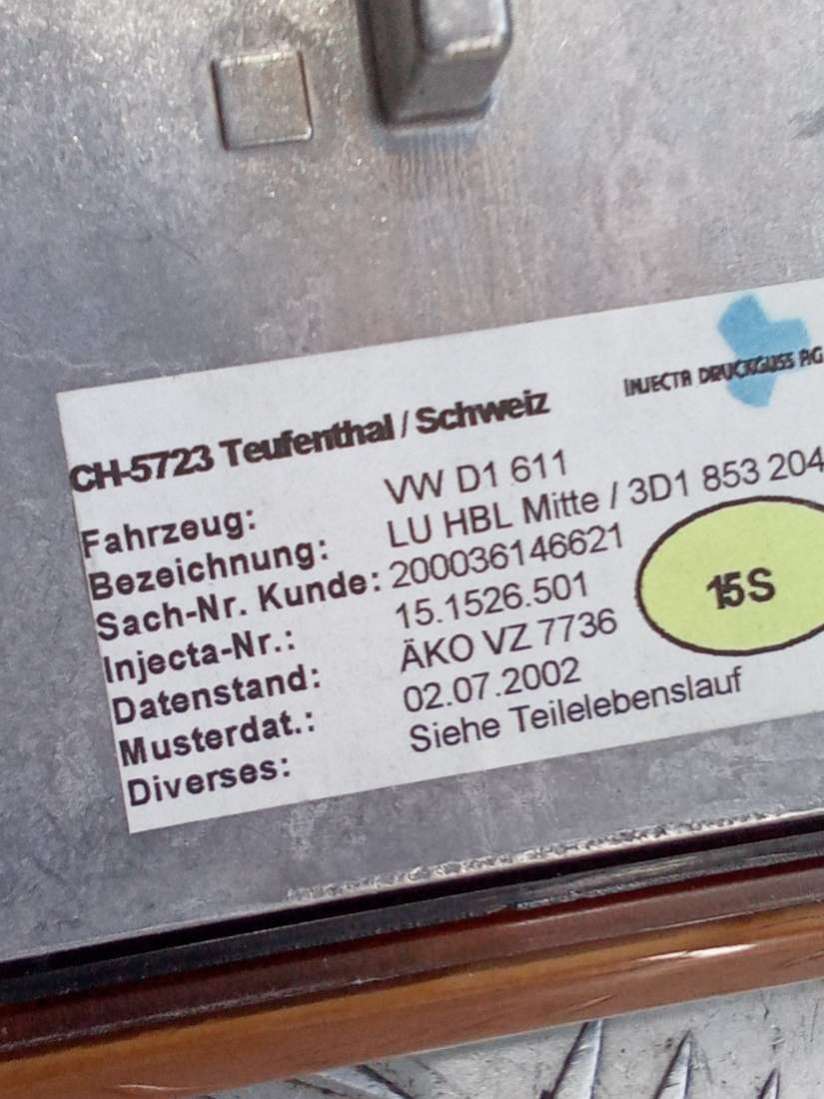 INJECTA DRUCKGUSS AG
CH-5723 Teufenthal / Schweiz
Fahrzeug: VW D1 611
Bezeichnung: LU HBL Mitte / 3D1 853 204
Sach-Nr. Kunde: 200036146621
Injecta-Nr.: 15.1526.501
Datenstand: ÄKO VZ 7736
Musterdat.: 02.07.2002
Diverses: Siehe Teilelebenslauf
15S